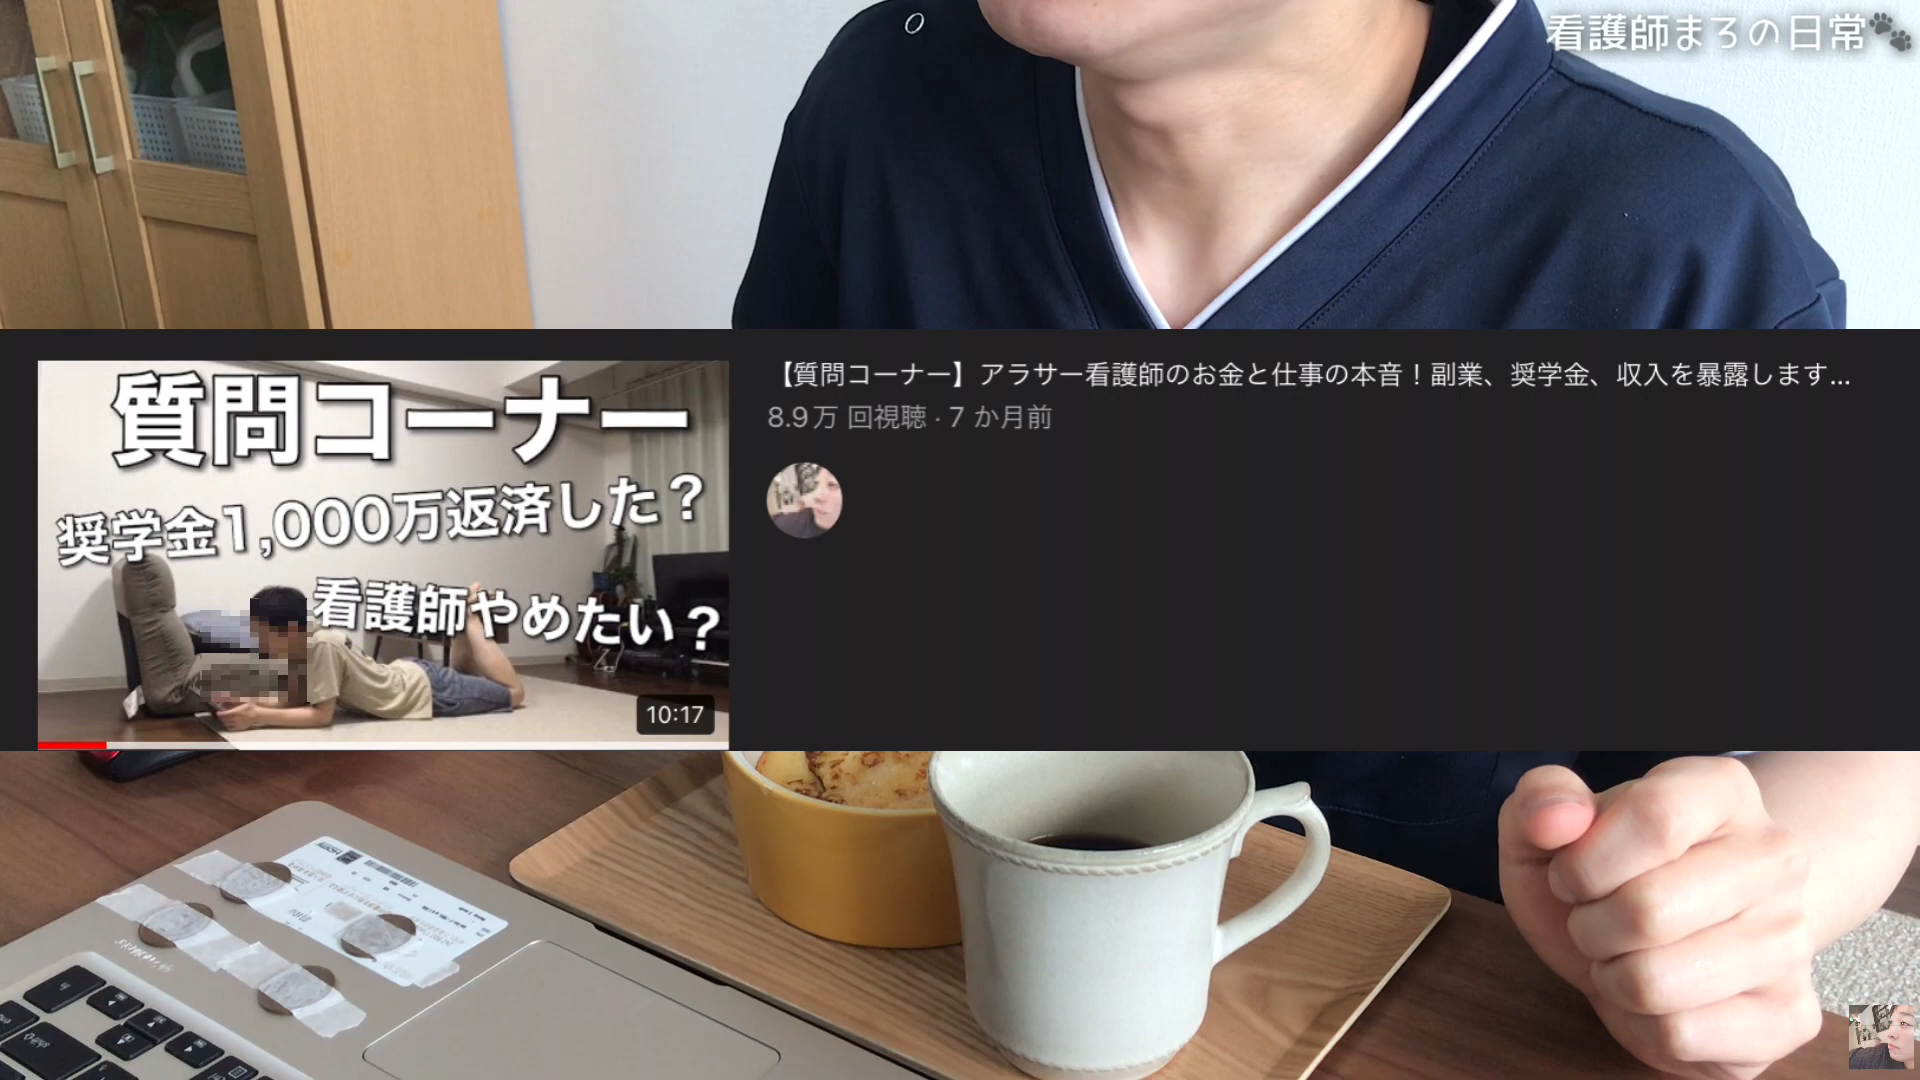 看護師まろの日常
質問コーナー
奨学金1,000万返済した？
看護師やめたい？
10:17
【質問コーナー】アラサー看護師のお金と仕事の本音！副業、奨学金、収入を暴露します...
8.9万 回視聴・7 か月前